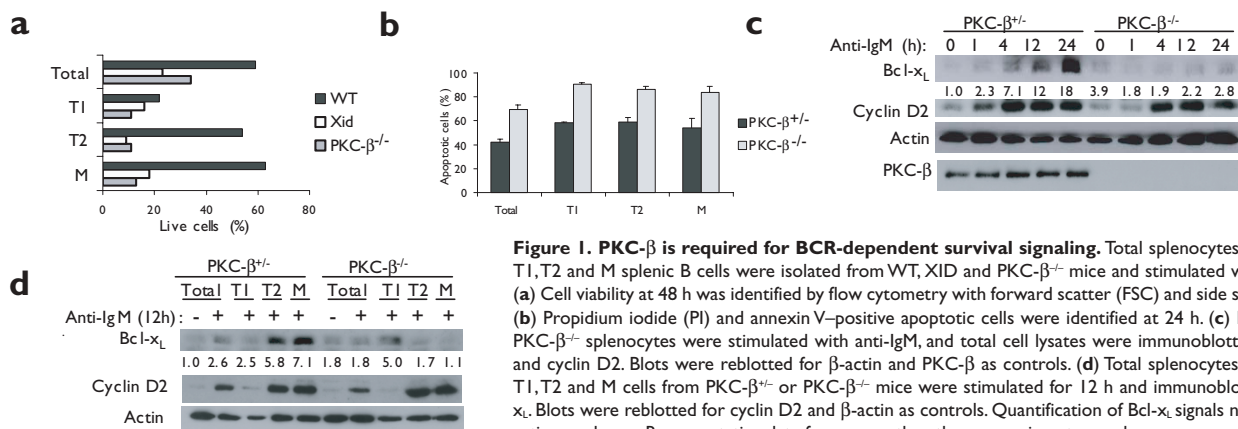 a
Total
T1
T2
M
0 20 40 60 80
Live cells (%)
WT
Xid
PKC-β-/-
b
Apoptotic cells (%)
100
80
60
40
20
0
Total T1 T2 M
PKC-β+/-
PKC-β-/-
c
PKC-β+/- PKC-β-/-
Anti-IgM (h): 0 1 4 12 24 0 1 4 12 24
Bcl-xL
1.0 2.3 7.1 12 18 3.9 1.8 1.9 2.2 2.8
Cyclin D2
Actin
PKC-β
d
PKC-β+/- PKC-β-/-
Total T1 T2 M Total T1 T2 M
Anti-IgM (12h): - + + + + - + + + +
Bcl-xL
1.0 2.6 2.5 5.8 7.1 1.8 1.8 5.0 1.7 1.1
Cyclin D2
Actin
Figure 1. PKC-β is required for BCR-dependent survival signaling. Total splenocytes
T1, T2 and M splenic B cells were isolated from WT, XID and PKC-β−/− mice and stimulated
(a) Cell viability at 48 h was identified by flow cytometry with forward scatter (FSC) and side
(b) Propidium iodide (PI) and annexin V–positive apoptotic cells were identified at 24 h. (c)
PKC-β−/− splenocytes were stimulated with anti-IgM, and total cell lysates were immunoblott
and cyclin D2. Blots were reblotted for β-actin and PKC-β as controls. (d) Total splenocytes
T1, T2 and M cells from PKC-β+/− or PKC-β−/− mice were stimulated for 12 h and immunoblo
xL. Blots were reblotted for cyclin D2 and β-actin as controls. Quantification of Bcl-xL signals